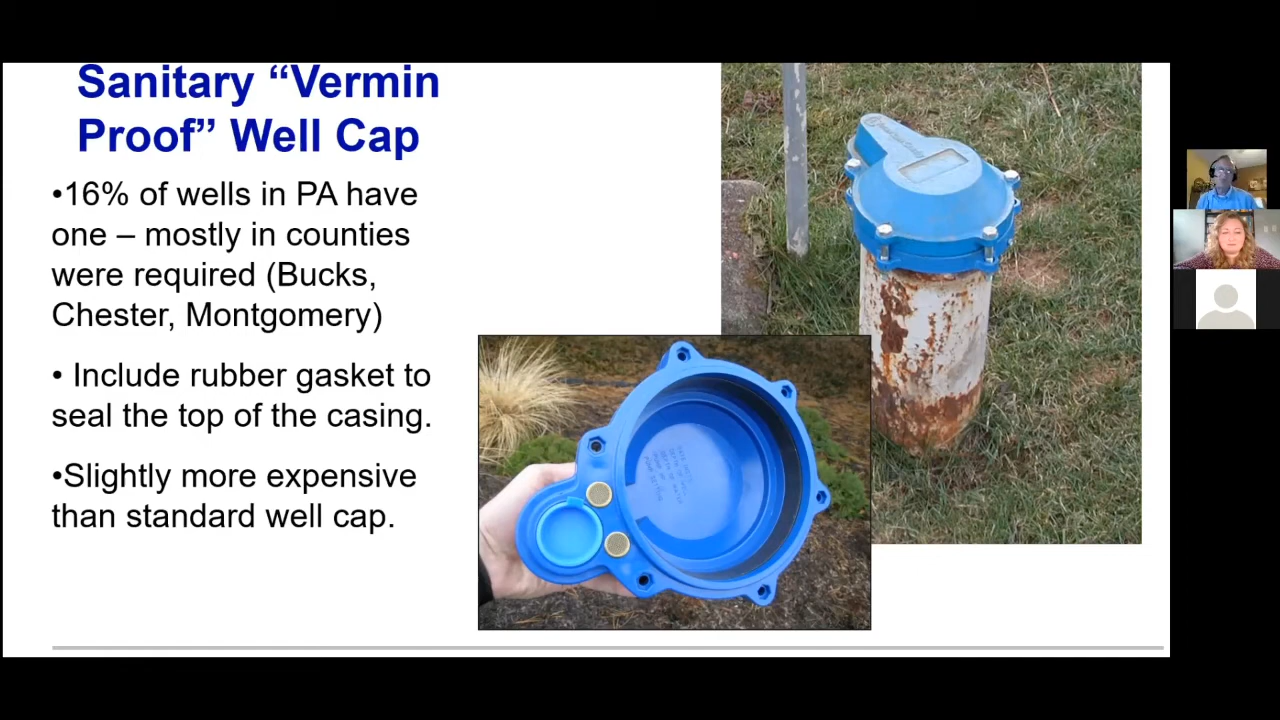 Sanitary “Vermin
Proof” Well Cap
•16% of wells in PA have
one – mostly in counties
were required (Bucks,
Chester, Montgomery)
• Include rubber gasket to
seal the top of the casing.
•Slightly more expensive
than standard well cap.